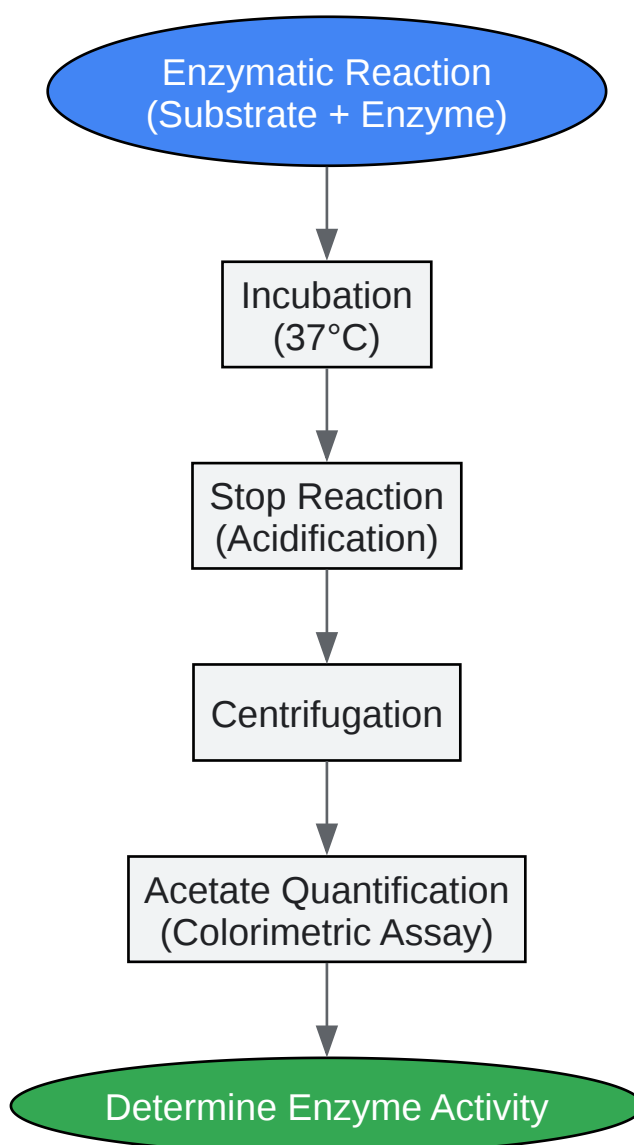 Enzymatic Reaction
(Substrate + Enzyme)
Incubation
(37°C)
Stop Reaction
(Acidification)
Centrifugation
Acetate Quantification
(Colorimetric Assay)
Determine Enzyme Activity